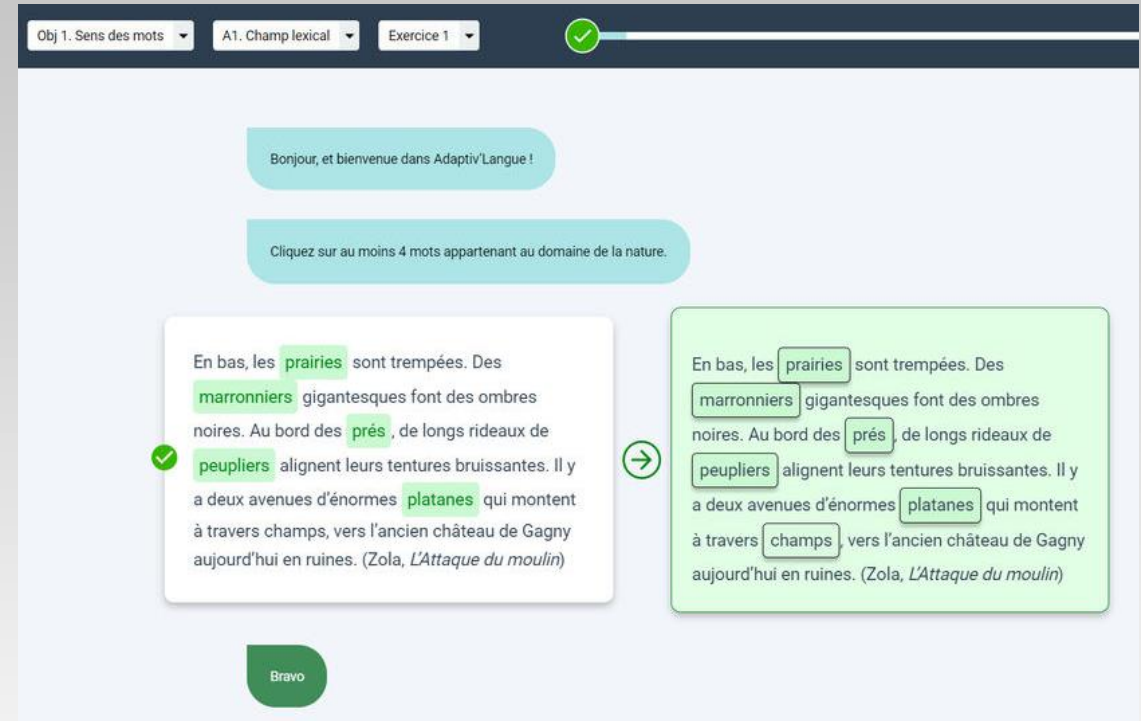 Obj 1. Sens des mots
A1. Champ lexical
Exercice 1
Bonjour, et bienvenue dans Adaptiv'Langue !
Cliquez sur au moins 4 mots appartenant au domaine de la nature.
En bas, les prairies sont trempées. Des
marronniers gigantesques font des ombres
noires. Au bord des prés , de longs rideaux de
peupliers alignent leurs tentures bruissantes. Il y
a deux avenues d'énormes platanes qui montent
à travers champs, vers l'ancien château de Gagny
aujourd'hui en ruines. (Zola, L'Attaque du moulin)
En bas, les prairies sont trempées. Des
marronniers gigantesques font des ombres
noires. Au bord des prés , de longs rideaux de
peupliers alignent leurs tentures bruissantes. Il y
a deux avenues d'énormes platanes qui montent
à travers champs , vers l'ancien château de Gagny
aujourd'hui en ruines. (Zola, L'Attaque du moulin)
Bravo